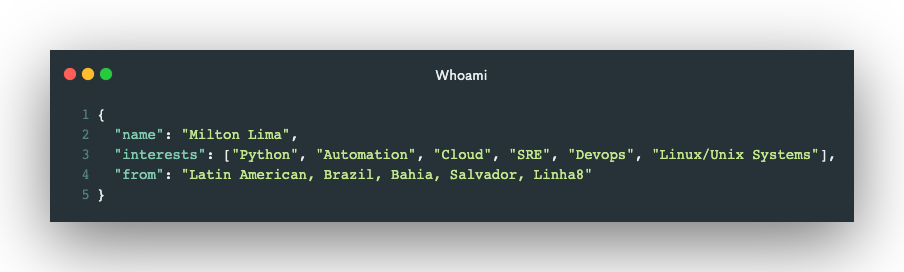 Whoami
1 {
2 "name": "Milton Lima",
3 "interests": ["Python", "Automation", "Cloud", "SRE", "Devops", "Linux/Unix Systems"],
4 "from": "Latin American, Brazil, Bahia, Salvador, Linha8"
5 }